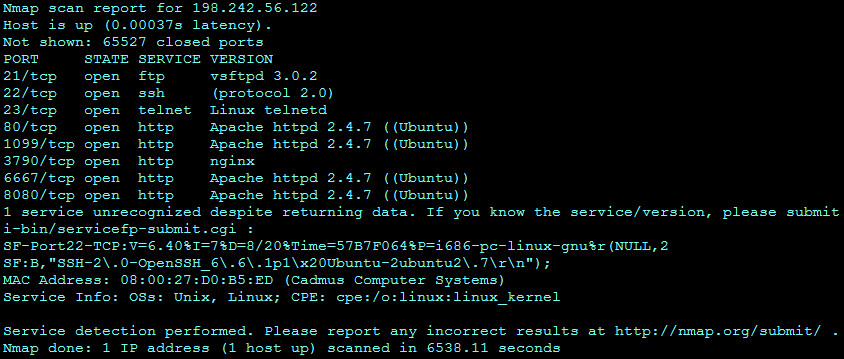 Nmap scan report for 198.242.56.122
Host is up (0.00037s latency).
Not shown: 65527 closed ports
PORT     STATE SERVICE VERSION
21/tcp   open  ftp     vsftpd 3.0.2
22/tcp   open  ssh     (protocol 2.0)
23/tcp   open  telnet  Linux telnetd
80/tcp   open  http    Apache httpd 2.4.7 ((Ubuntu))
1099/tcp open  http    Apache httpd 2.4.7 ((Ubuntu))
3790/tcp open  http    nginx
6667/tcp open  http    Apache httpd 2.4.7 ((Ubuntu))
8080/tcp open  http    Apache httpd 2.4.7 ((Ubuntu))
1 service unrecognized despite returning data. If you know the service/version, please submit
i-bin/servicefp-submit.cgi :
SF-Port22-TCP:V=6.40%I=7%D=8/20%Time=57B7F064%P=i686-pc-linux-gnu%r(NULL,2
SF:B,"SSH-2\.0-OpenSSH_6\.6\.1p1\x20Ubuntu-2ubuntu2\.7\r\n");
MAC Address: 08:00:27:D0:B5:ED (Cadmus Computer Systems)
Service Info: OSs: Unix, Linux; CPE: cpe:/o:linux:linux_kernel

Service detection performed. Please report any incorrect results at http://nmap.org/submit/ .
Nmap done: 1 IP address (1 host up) scanned in 6538.11 seconds